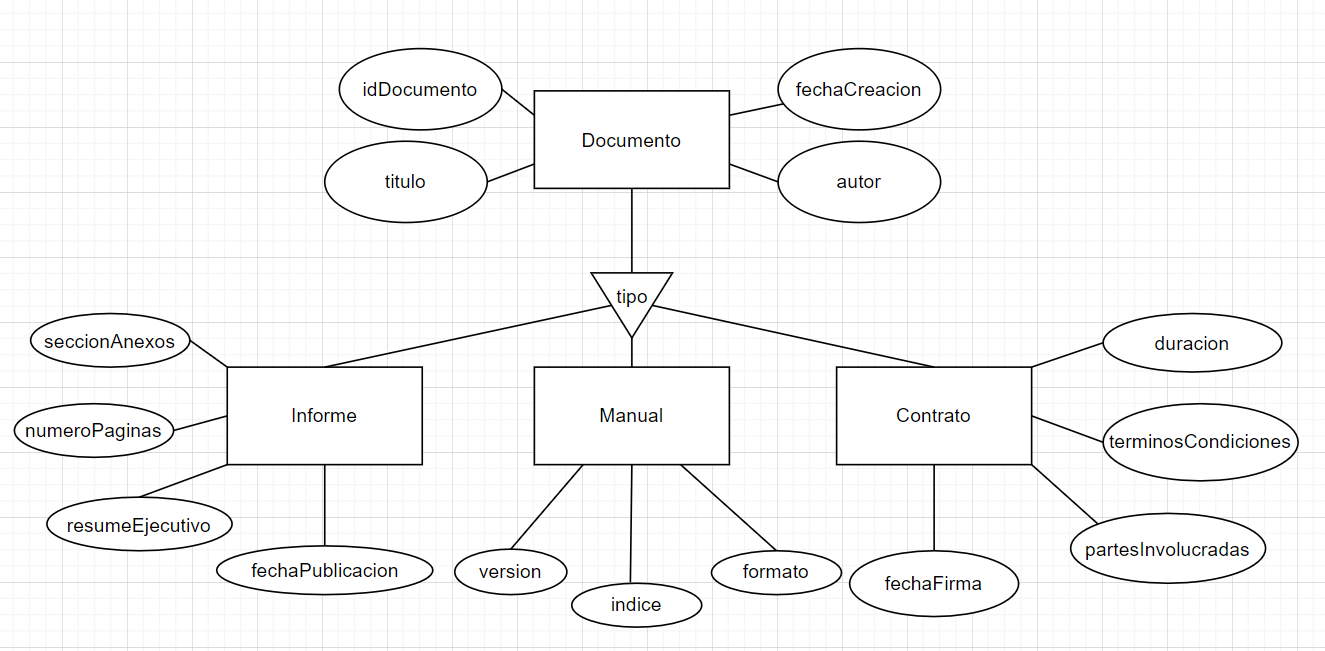 idDocumento
fechaCreacion
Documento
titulo
autor
tipo
seccionAnexos
duracion
Informe
Manual
Contrato
numeroPaginas
terminosCondiciones
resumeEjecutivo
partesInvolucradas
fechaPublicacion
version
formato
fechaFirma
indice